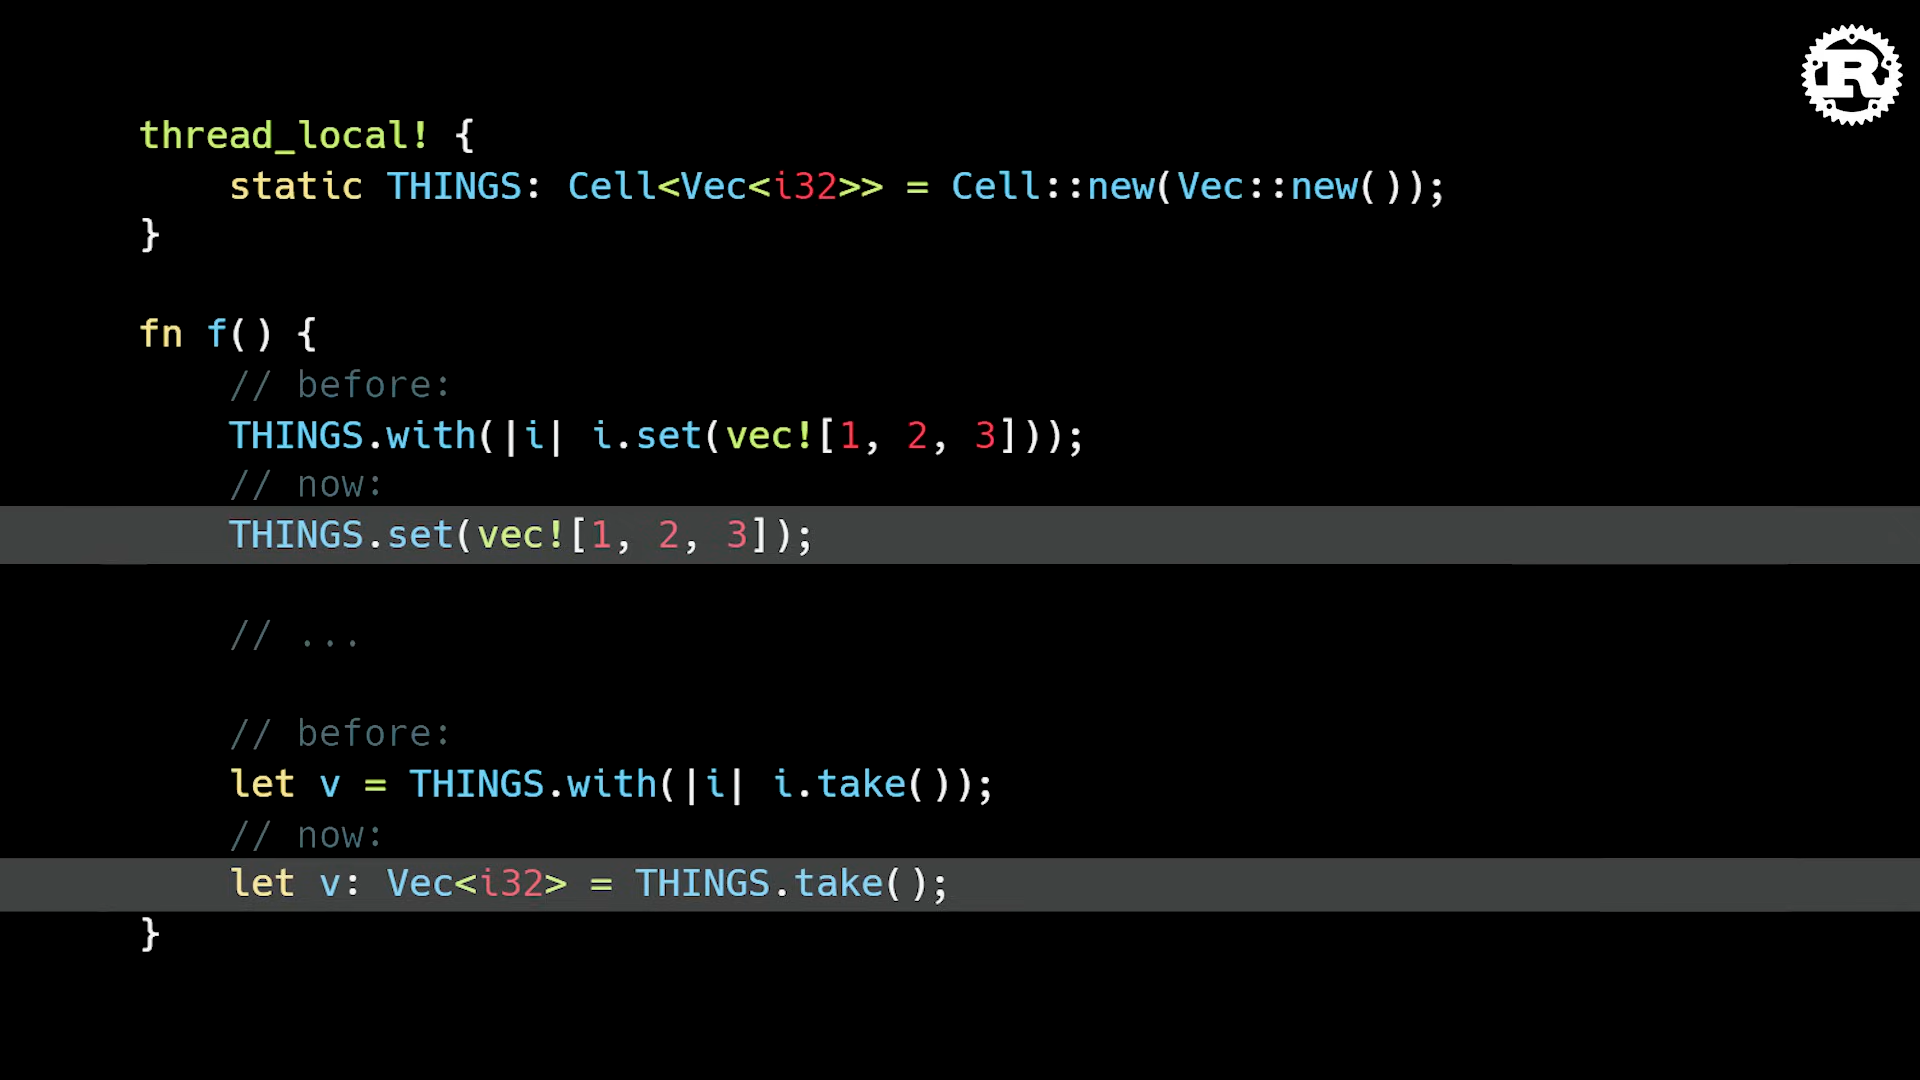 R
thread_local! {
    static THINGS: Cell<Vec<i32>> = Cell::new(Vec::new());
}
fn f() {
    // before:
    THINGS.with(|i| i.set(vec![1, 2, 3]));
    // now:
    THINGS.set(vec![1, 2, 3]);
    // ...
    // before:
    let v = THINGS.with(|i| i.take());
    // now:
    let v: Vec<i32> = THINGS.take();
}